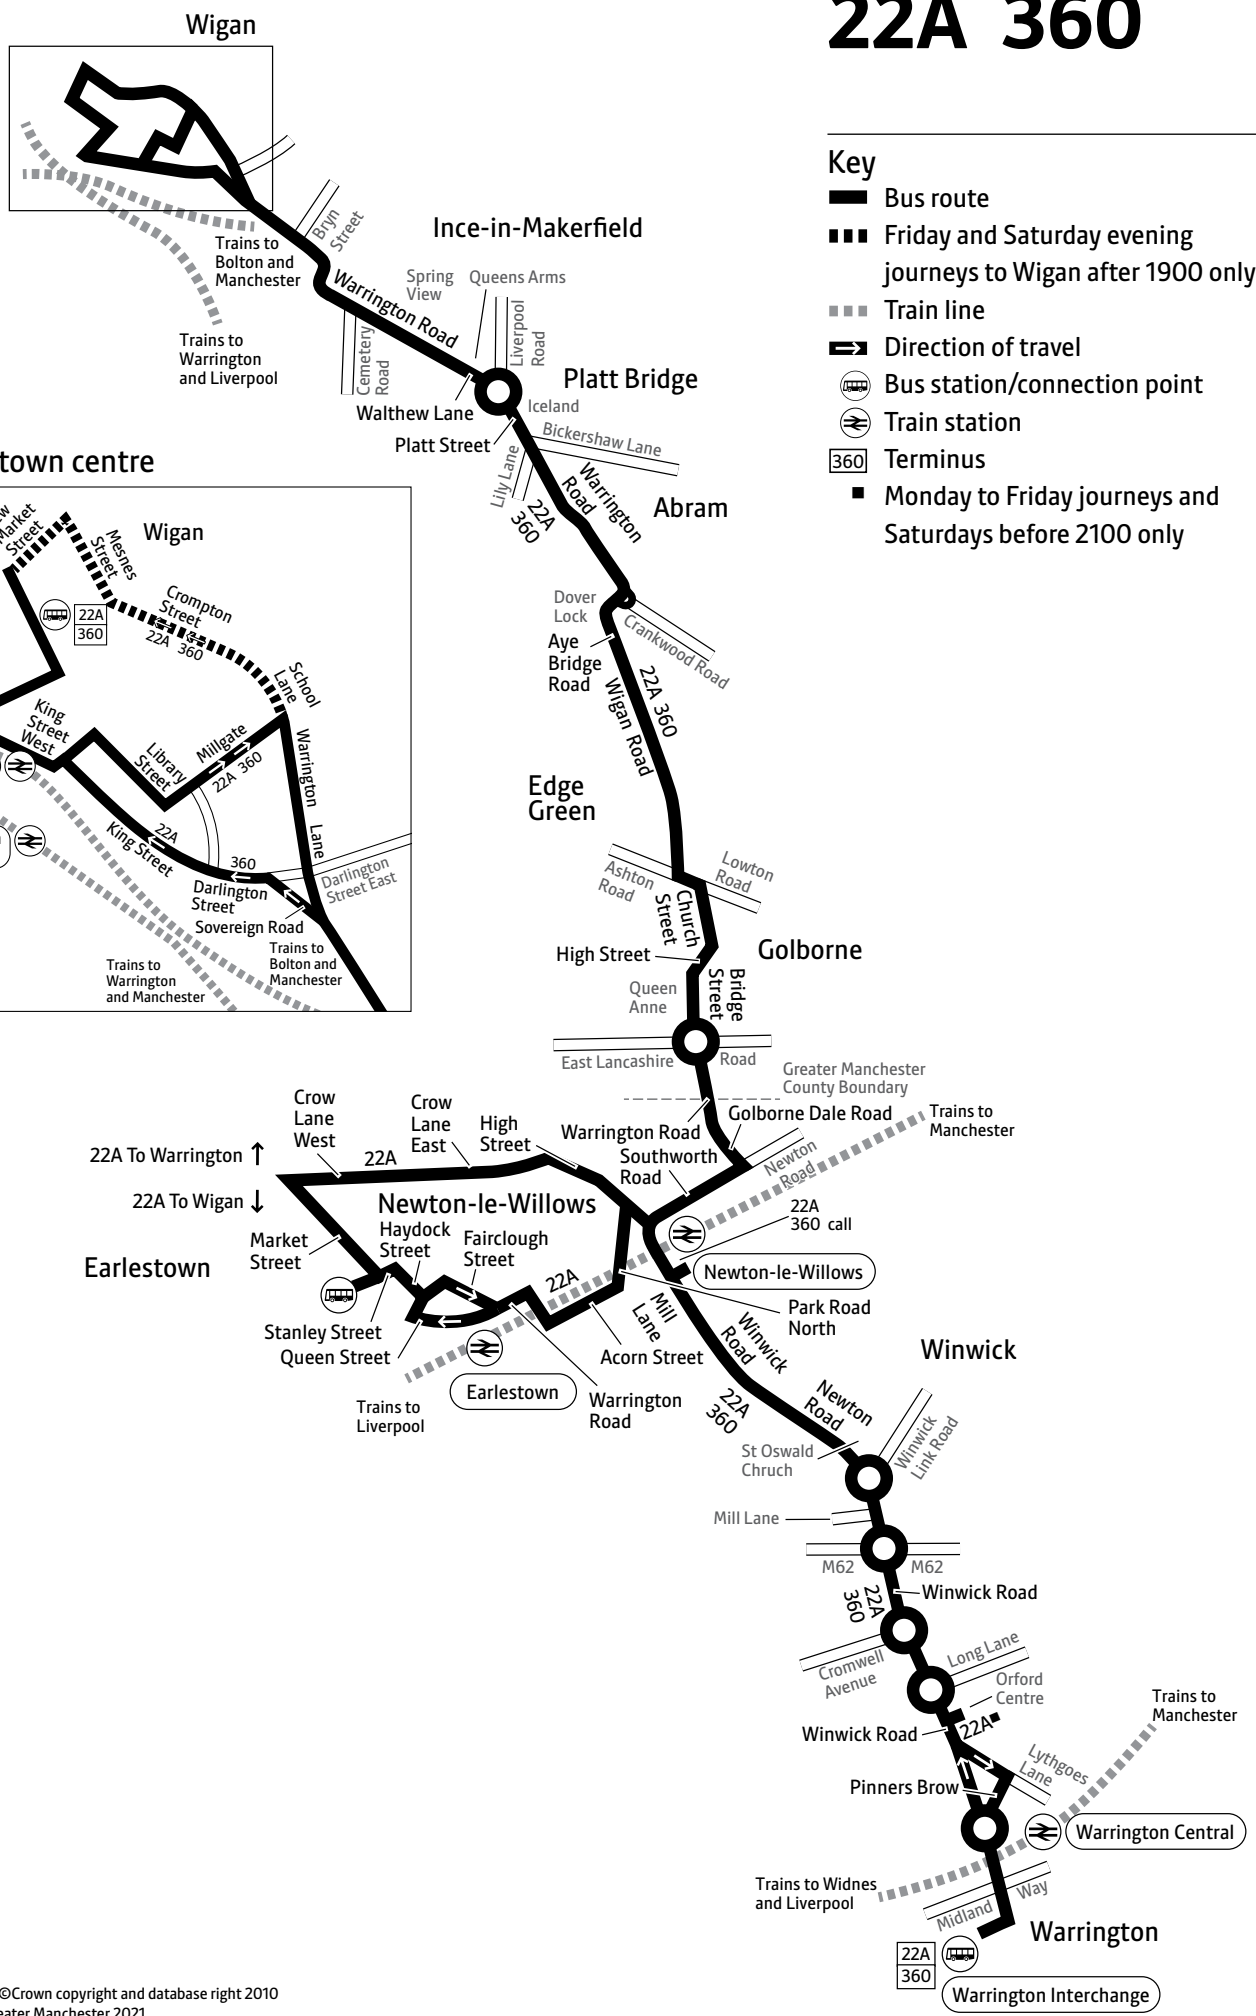 22A 360
Wigan
Key
Bus route
Friday and Saturday evening
journeys to Wigan after 1900 only
Train line
Direction of travel
Bus station/connection point
Train station
360 Terminus
Monday to Friday journeys and
Saturdays before 2100 only
Bryn
Street
Trains to
Bolton and
Manchester
Ince-in-Makerfield
Spring
View
Queens Arms
Warrington Road
Liverpool
Road
Cemetery
Road
Trains to
Warrington
and Liverpool
Platt Bridge
Walthew Lane
Iceland
Platt Street
Bickershaw Lane
Lily Lane
Warrington
Road
22A
360
Abram
Dover
Lock
Crankwood Road
Aye
Bridge
Road
22A 360
Wigan Road
Edge
Green
Ashton
Road
Lowton
Road
Church
Street
High Street
Golborne
Bridge
Street
Queen
Anne
East Lancashire
Road
Greater Manchester
County Boundary
Golborne Dale Road
Trains to
Manchester
Warrington Road
Southworth
Road
Newton
Road
town centre
Market
Street
Mesnes
Street
Wigan
22A
360
Crompton
Street
22A 360
School
Lane
King
Street
West
Library
Street
Millgate
22A 360
Warrington
Lane
22A
King Street
360
Darlington
Street
Darlington
Street East
Sovereign Road
Trains to
Bolton and
Manchester
Trains to
Warrington
and Manchester
Crow
Lane
West
Crow
Lane
East
High
Street
22A To Warrington ↑
22A
22A To Wigan ↓
Newton-le-Willows
Market
Street
Haydock
Street
Fairclough
Street
Earlestown
22A
22A
360 call
Newton-le-Willows
Park Road
North
Mill
Lane
Stanley Street
Queen Street
Acorn Street
Earlestown
Warrington
Road
Trains to
Liverpool
Winwick
Road
22A
360
Winwick
Newton
Road
Winwick
Link Road
St Oswald
Chruch
Mill Lane
M62
M62
22A
360
Winwick Road
Cromwell
Avenue
Long Lane
Orford
Centre
Winwick Road
22A
Trains to
Manchester
Lythgoes
Lane
Pinners Brow
Warrington Central
Trains to Widnes
and Liverpool
Midland
Way
Warrington
22A
360
Warrington Interchange
©Crown copyright and database right 2010
eater Manchester 2021